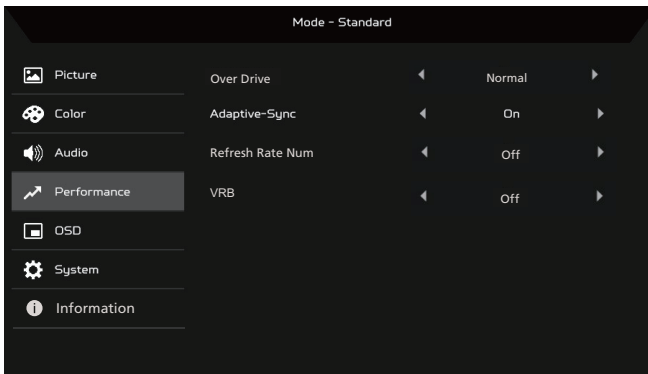 Mode - Standard
Picture
Color
Audio
Performance
OSD
System
Information
Over Drive Normal
Adaptive-Sync On
Refresh Rate Num Off
VRB Off